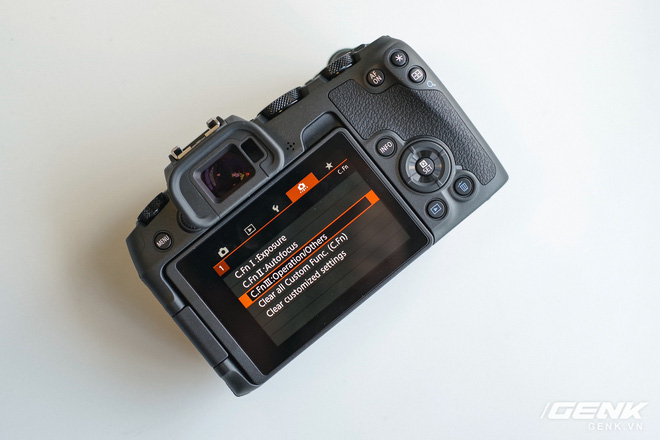 AF
ON
INFO
Q
SET
MENU
C.Fn
1
C.Fn I :Exposure
C.Fn II :Autofocus
C.Fn III :Operation/Others
Clear all Custom Func. (C.Fn)
Clear customized settings
GENK
GENK.VN